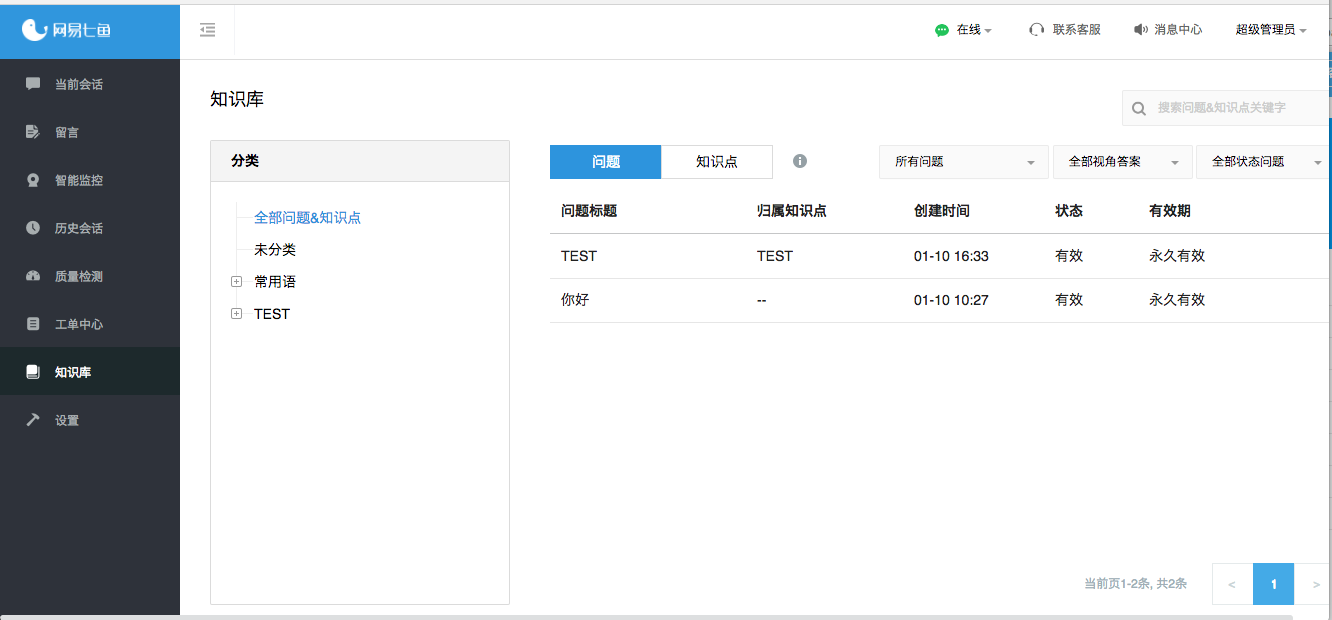 网易七鱼
在线
联系客服
消息中心
超级管理员
当前会话
留言
智能监控
历史会话
质量检测
工单中心
知识库
设置
知识库
搜索问题&知识点关键字
分类
全部问题&知识点
未分类
常用语
TEST
问题 知识点
所有问题 全部视角答案 全部状态问题
问题标题 归属知识点 创建时间 状态 有效期
TEST TEST 01-10 16:33 有效 永久有效
你好 -- 01-10 10:27 有效 永久有效
当前页1-2条, 共2条 < 1 >